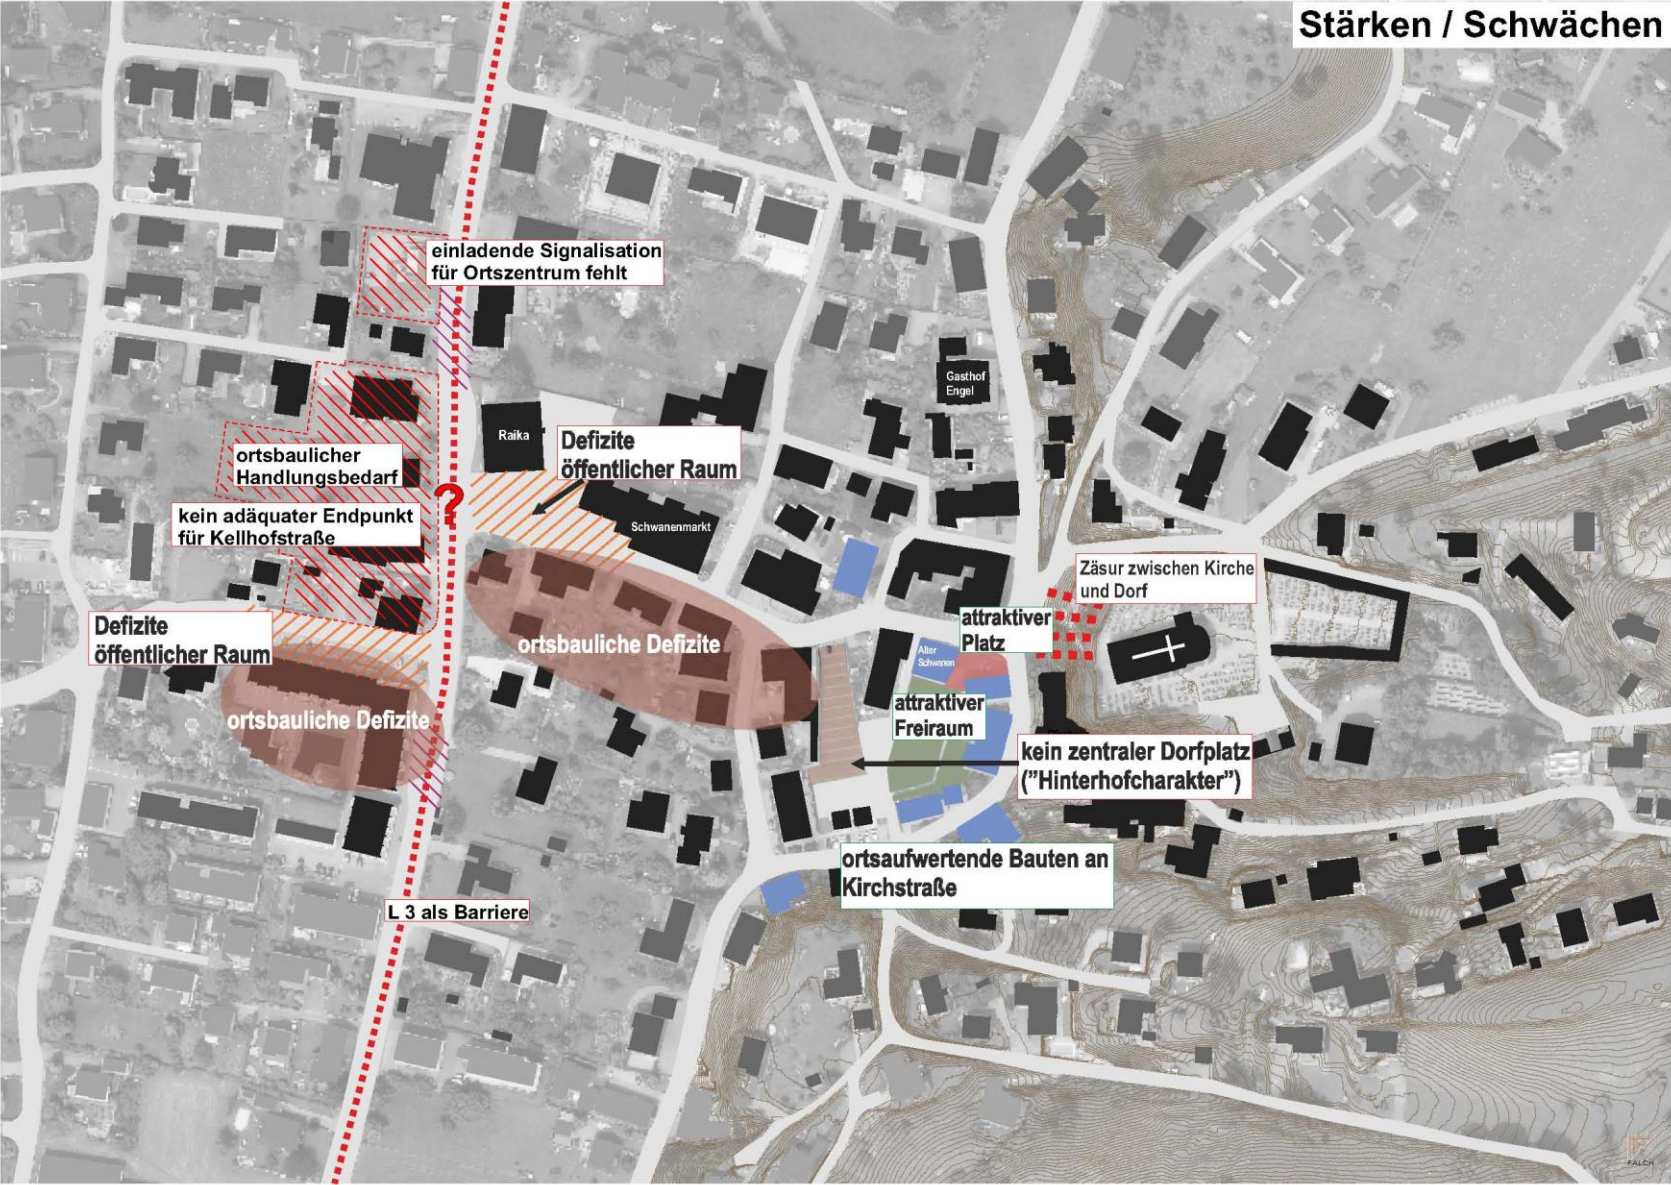 Stärken / Schwächen
einladende Signalisation
für Ortszentrum fehlt
Gasthof
Engel
Raika
Defizite
öffentlicher Raum
ortsbaulicher
Handlungsbedarf
?
kein adäquater Endpunkt
für Kellhofstraße
Schwanenmarkt
Zäsur zwischen Kirche
und Dorf
attraktiver
Platz
Defizite
öffentlicher Raum
ortsbauliche Defizite
Alter
Schwanen
attraktiver
Freiraum
ortsbauliche Defizite
kein zentraler Dorfplatz
("Hinterhofcharakter")
ortsaufwertende Bauten an
Kirchstraße
L 3 als Barriere
FALCH